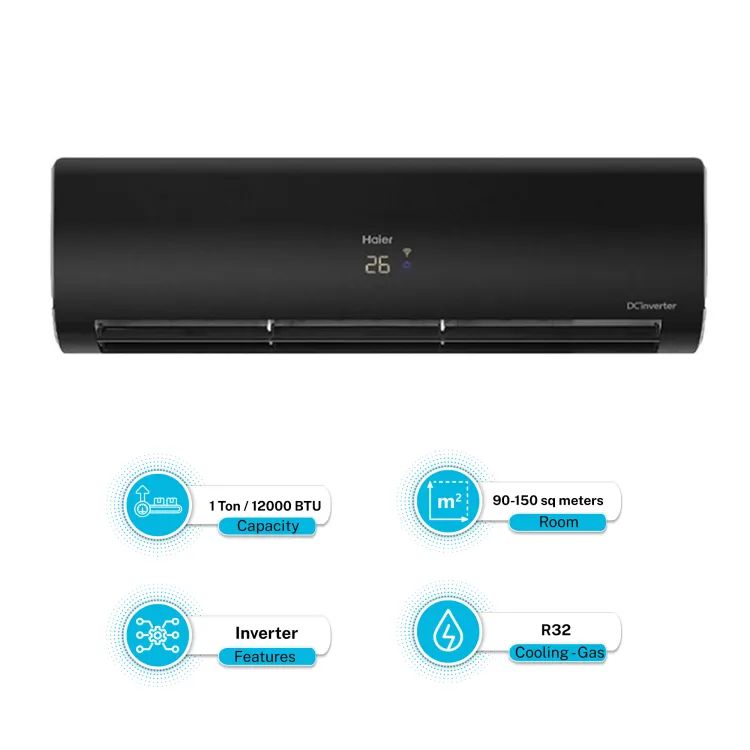 Haier
26
DC inverter
1 Ton / 12000 BTU
Capacity
m²
90-150 sq meters
Room
Inverter
Features
R32
Cooling - Gas